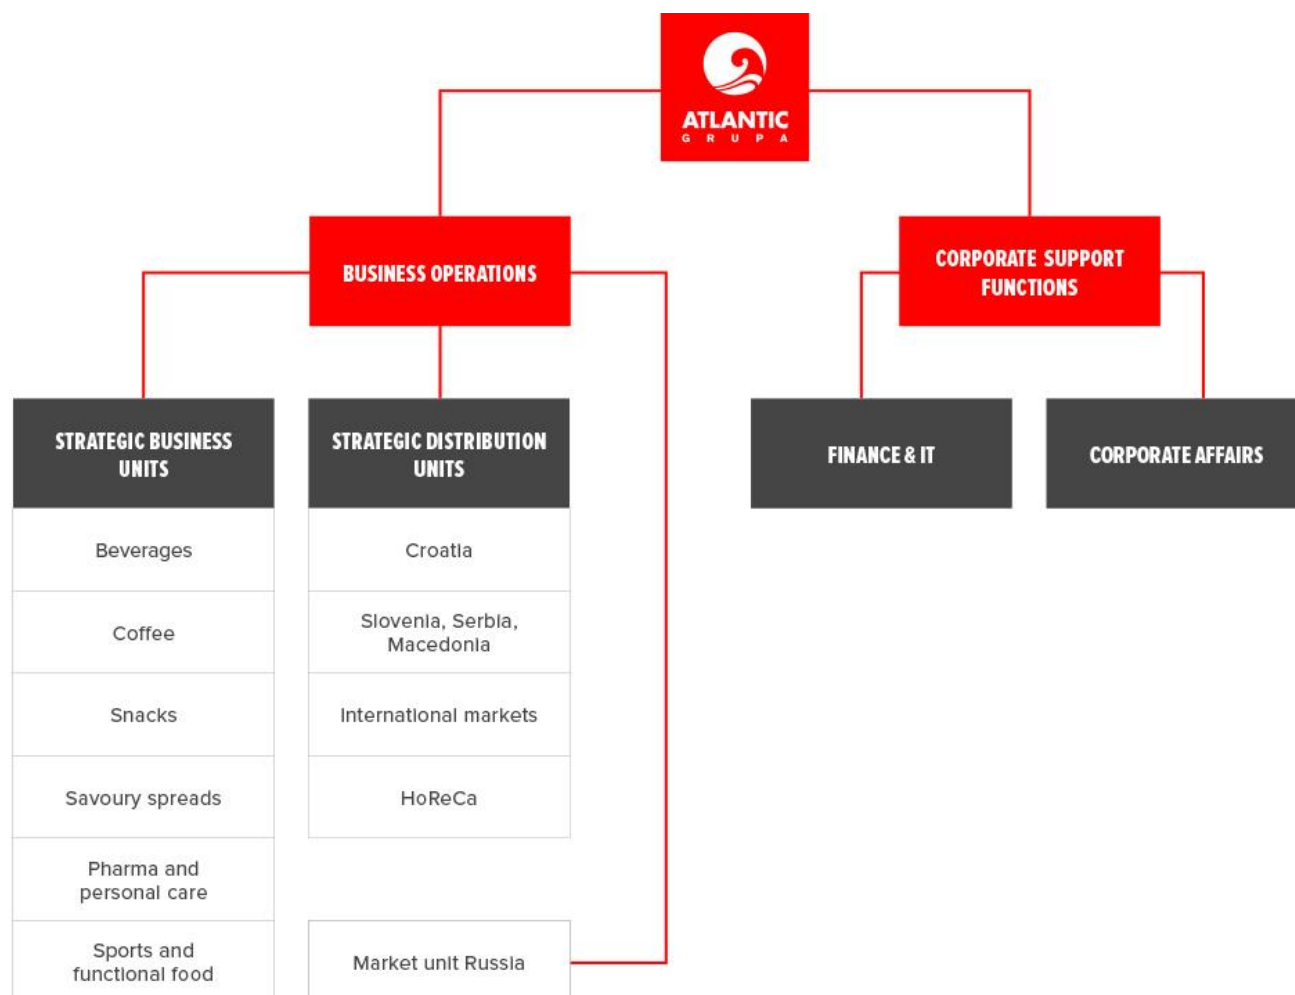 ATLANTIC
GRUPA
BUSINESS OPERATIONS
CORPORATE SUPPORT
FUNCTIONS
STRATEGIC BUSINESS
UNITS
STRATEGIC DISTRIBUTION
UNITS
FINANCE & IT
CORPORATE AFFAIRS
Beverages
Croatia
Coffee
Slovenia, Serbia,
Macedonia
Snacks
International markets
Savoury spreads
HoReCa
Pharma and
personal care
Sports and
functional food
Market unit Russia